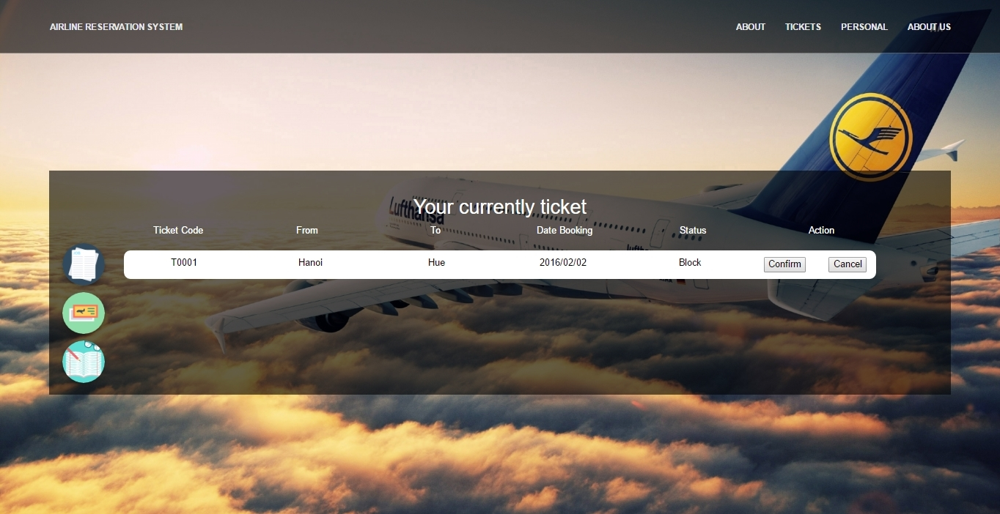 AIRLINE RESERVATION SYSTEM ABOUT TICKETS PERSONAL ABOUT US
Your currently ticket
Lufthansa
Ticket Code From To Date Booking Status Action
T0001 Hanoi Hue 2016/02/02 Block Confirm Cancel